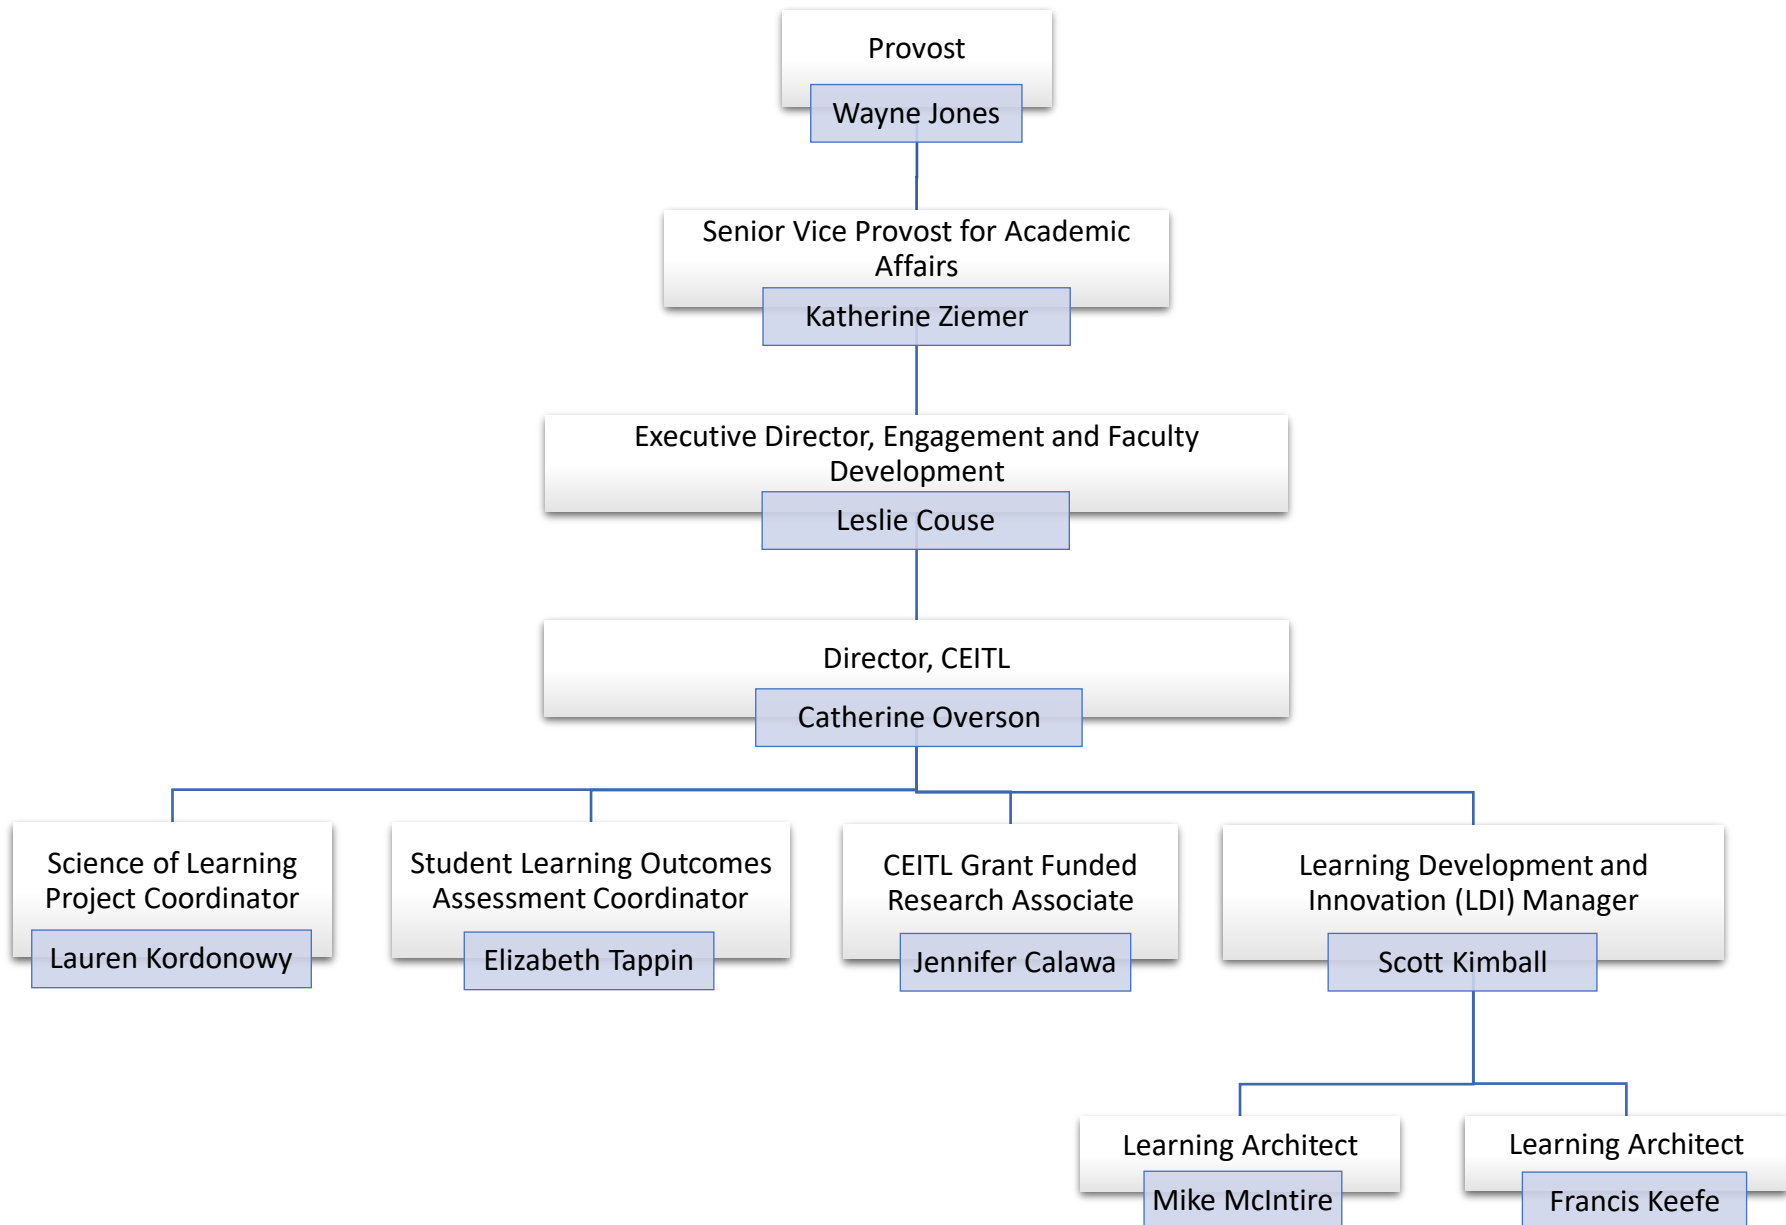 Provost
Wayne Jones
Senior Vice Provost for Academic
Affairs
Katherine Ziemer
Executive Director, Engagement and Faculty
Development
Leslie Couse
Director, CEITL
Catherine Overson
Science of Learning
Project Coordinator
Lauren Kordonowy
Student Learning Outcomes
Assessment Coordinator
Elizabeth Tappin
CEITL Grant Funded
Research Associate
Jennifer Calawa
Learning Development and
Innovation (LDI) Manager
Scott Kimball
Learning Architect
Mike McIntire
Learning Architect
Francis Keefe